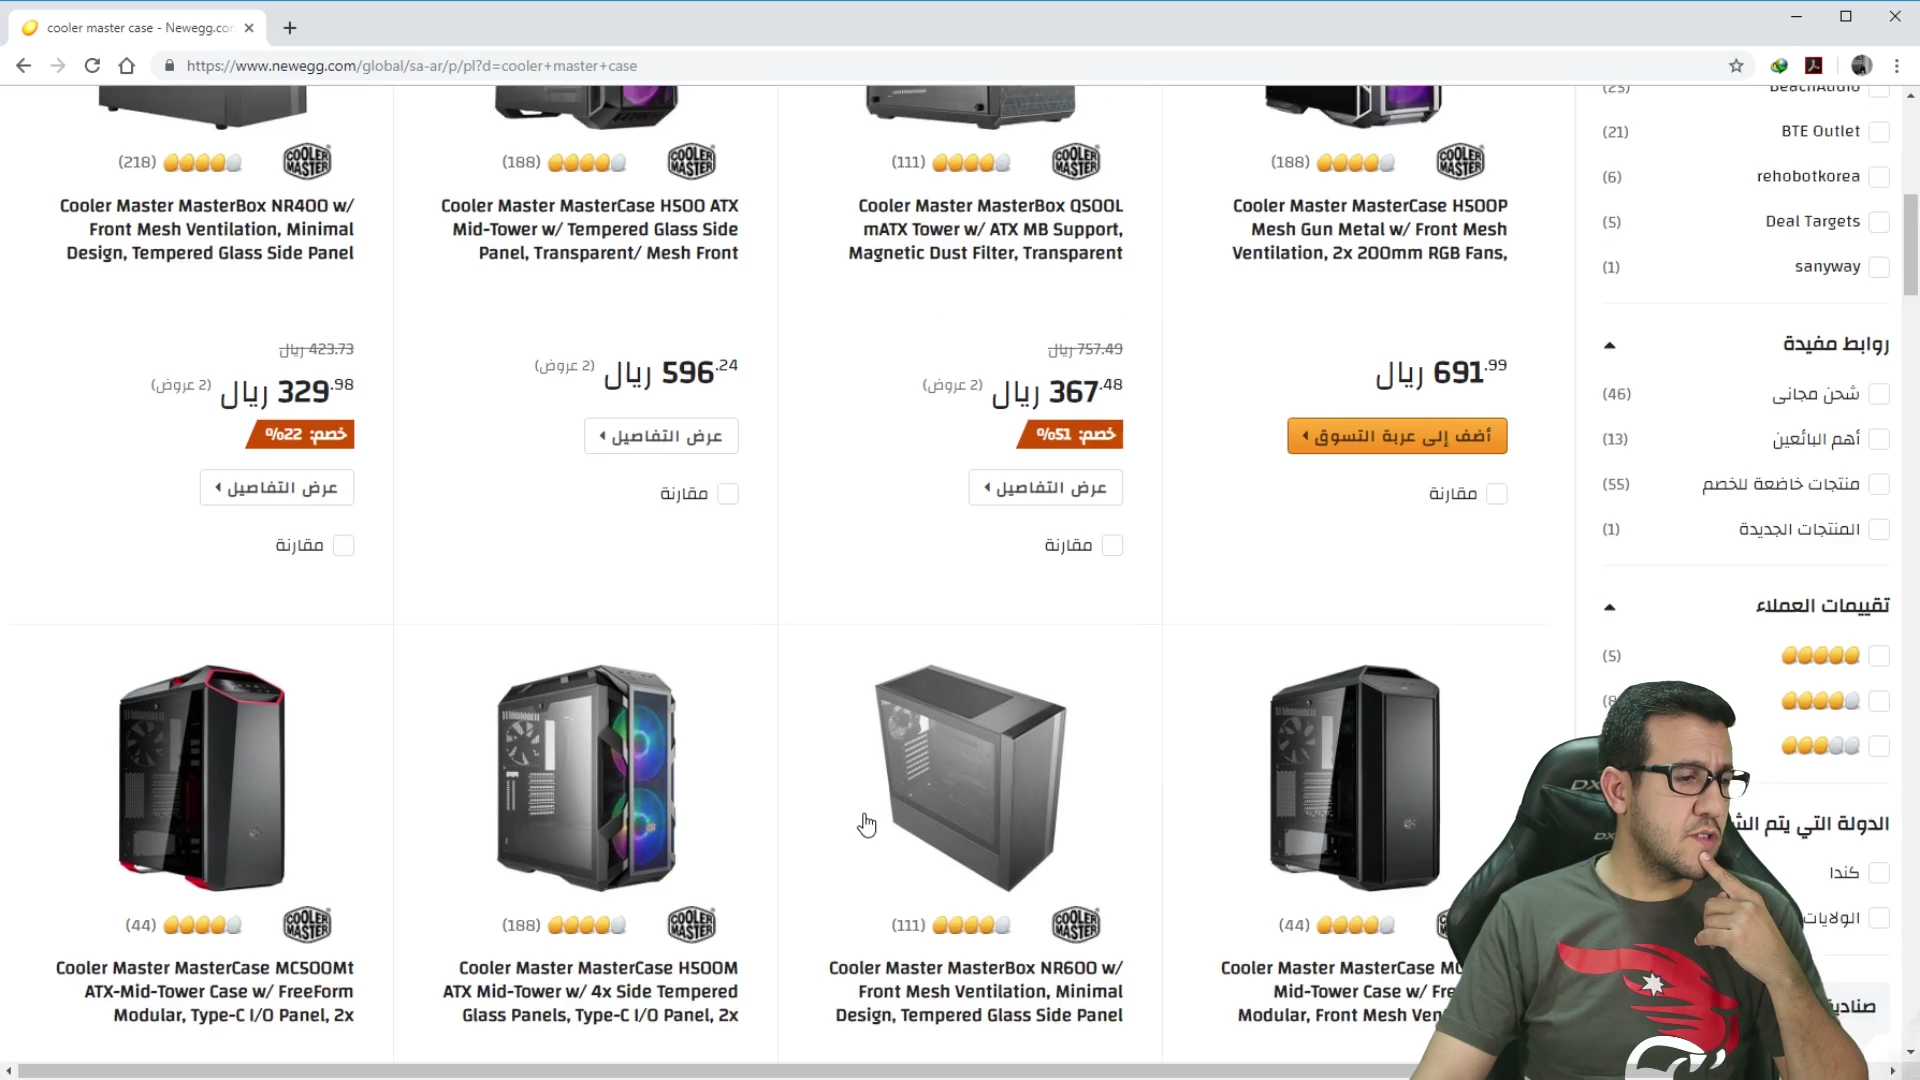 cooler master case - Newegg.co
https://www.newegg.com/global/sa-ar/p/pl?d=cooler+master+case
(218)
COOLER MASTER
Cooler Master MasterBox NR400 w/
Front Mesh Ventilation, Minimal
Design, Tempered Glass Side Panel
423.73 ريال
329.98 ريال (2 عروض)
خصم: 22%
عرض التفاصيل
مقارنة
(188)
COOLER MASTER
Cooler Master MasterCase H500 ATX
Mid-Tower w/ Tempered Glass Side
Panel, Transparent/ Mesh Front
596.24 ريال (2 عروض)
عرض التفاصيل
مقارنة
(111)
COOLER MASTER
Cooler Master MasterBox Q500L
mATX Tower w/ ATX MB Support,
Magnetic Dust Filter, Transparent
757.49 ريال
367.48 ريال (2 عروض)
خصم: 51%
عرض التفاصيل
مقارنة
(188)
COOLER MASTER
Cooler Master MasterCase H500P
Mesh Gun Metal w/ Front Mesh
Ventilation, 2x 200mm RGB Fans,
691.99 ريال
أضف إلى عربة التسوق
مقارنة
(44)
COOLER MASTER
Cooler Master MasterCase MC500Mt
ATX-Mid-Tower Case w/ FreeForm
Modular, Type-C I/O Panel, 2x
(188)
COOLER MASTER
Cooler Master MasterCase H500M
ATX Mid-Tower w/ 4x Side Tempered
Glass Panels, Type-C I/O Panel, 2x
(111)
COOLER MASTER
Cooler Master MasterBox NR600 w/
Front Mesh Ventilation, Minimal
Design, Tempered Glass Side Panel
(44)
Cooler Master MasterCase
Mid-Tower Case w/
Modular, Front Mesh
BeachAudio (25)
BTE Outlet (21)
rehobotkorea (6)
Deal Targets (5)
sanyway (1)
روابط مفيدة
شحن مجانى (46)
أهم البائعين (13)
منتجات خاضعة للخصم (55)
المنتجات الجديدة (1)
تقييمات العملاء
(5)
الدولة التي يتم
كندا
الولايات
DX
DX